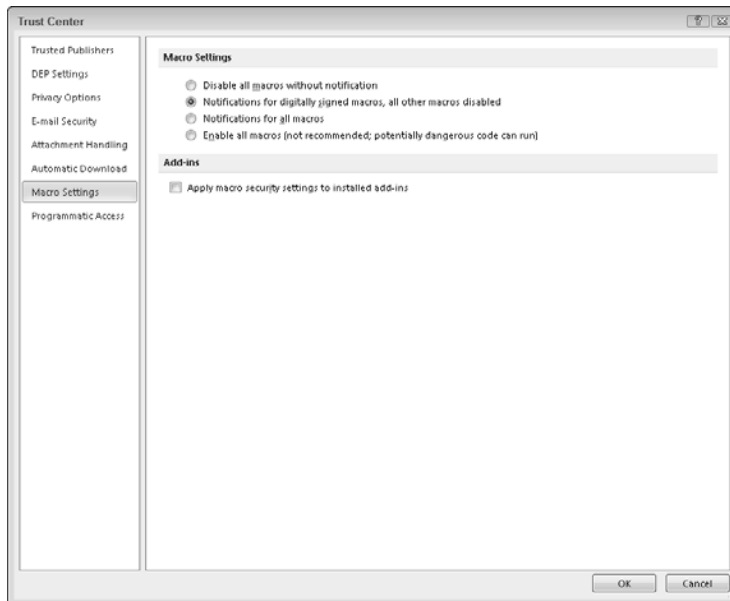 Trust Center
Trusted Publishers
DEP Settings
Privacy Options
E-mail Security
Attachment Handling
Automatic Download
Macro Settings
Programmatic Access
Macro Settings
Disable all macros without notification
Notifications for digitally signed macros, all other macros disabled
Notifications for all macros
Enable all macros (not recommended; potentially dangerous code can run)
Add-ins
Apply macro security settings to installed add-ins
OK
Cancel